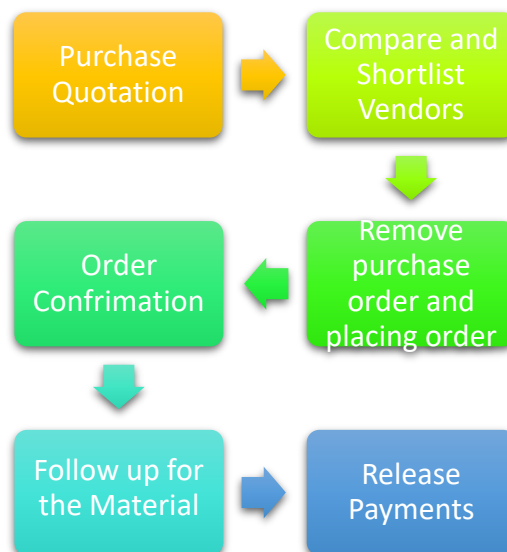 Purchase
Quotation
Compare and
Shortlist
Vendors
Remove
purchase
order and
placing order
Order
Confrimation
Follow up for
the Material
Release
Payments